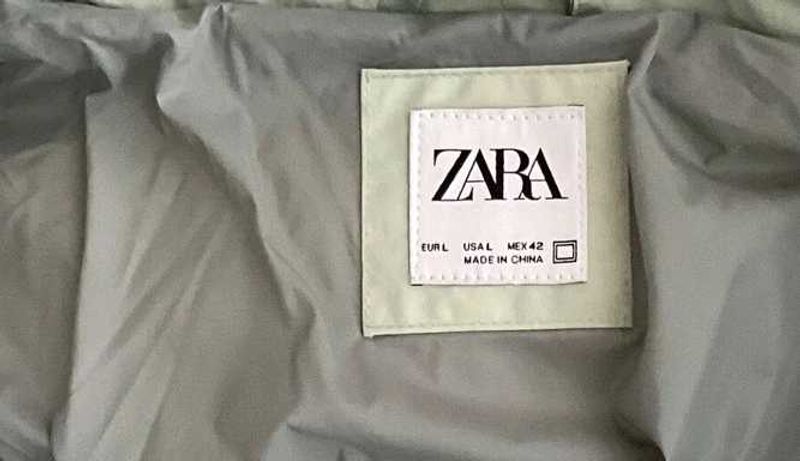 ZARA
EUR L USA L MEX 42
MADE IN CHINA